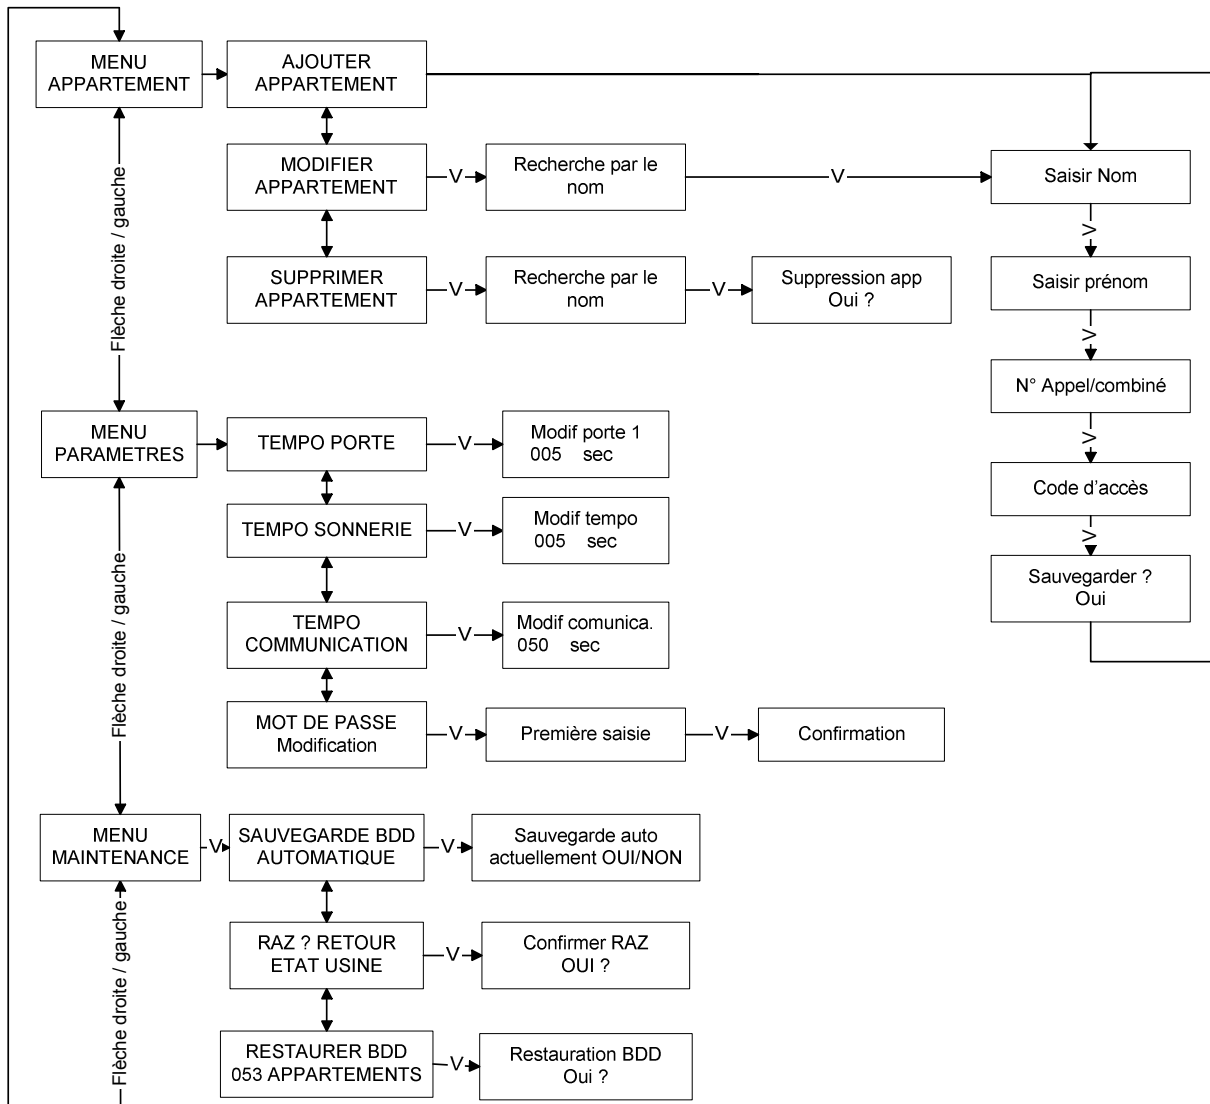 MENU
APPARTEMENT
AJOUTER
APPARTEMENT
MODIFIER
APPARTEMENT
V
Recherche par le
nom
V
Saisir Nom
SUPPRIMER
APPARTEMENT
V
Recherche par le
nom
V
Suppression app
Oui ?
V
Saisir prénom
V
N° Appel/combiné
V
Code d'accès
V
Sauvegarder ?
Oui
Flèche droite / gauche
MENU
PARAMETRES
TEMPO PORTE
V
Modif porte 1
005 sec
TEMPO SONNERIE
V
Modif tempo
005 sec
TEMPO
COMMUNICATION
V
Modif comunica.
050 sec
MOT DE PASSE
Modification
V
Première saisie
V
Confirmation
Flèche droite / gauche
MENU
MAINTENANCE
V
SAUVEGARDE BDD
AUTOMATIQUE
V
Sauvegarde auto
actuellement OUI/NON
RAZ ? RETOUR
ETAT USINE
V
Confirmer RAZ
OUI ?
RESTAURER BDD
053 APPARTEMENTS
V
Restauration BDD
Oui ?
Flèche droite / gauche